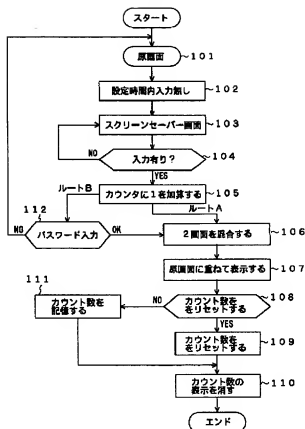 スタート
原画面
101
設定時間内入力無し
102
スクリーンセーバー画面
103
入力有り?
104
NO
YES
カウンタに1を加算する
105
ルートB
ルートA
112
パスワード入力
NO
OK
2画面を混合する
106
原画面に重ねて表示する
107
111
カウント数を
記憶する
NO
カウント数を
をリセットする
108
YES
カウント数を
をリセットする
109
カウント数の
表示を消す
110
エンド